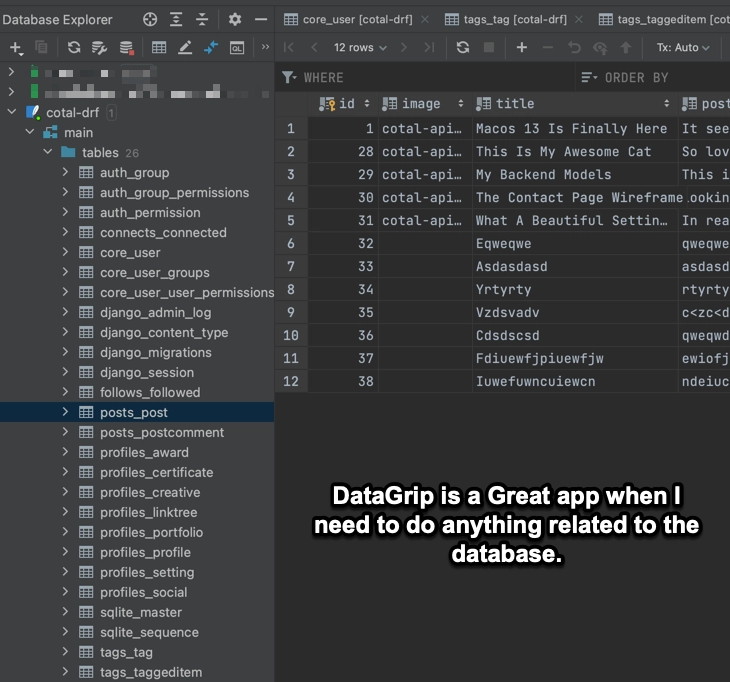 Database Explorer
core_user [cotal-drf]
tags_tag [cotal-drf]
tags_taggeditem [cot
QL
12 rows
Tx: Auto
WHERE
ORDER BY
cotal-drf 1
main
tables 26
auth_group
auth_group_permissions
auth_permission
connects_connected
core_user
core_user_groups
core_user_user_permissions
django_admin_log
django_content_type
django_migrations
django_session
follows_followed
posts_post
posts_postcomment
profiles_award
profiles_certificate
profiles_creative
profiles_linktree
profiles_portfolio
profiles_profile
profiles_setting
profiles_social
sqlite_master
sqlite_sequence
tags_tag
tags_taggeditem
id image title post
1 1 cotal-api… Macos 13 Is Finally Here It see
2 28 cotal-api… This Is My Awesome Cat So lov
3 29 cotal-api… My Backend Models This i
4 30 cotal-api… The Contact Page Wireframe ookin
5 31 cotal-api… What A Beautiful Settin… In rea
6 32 Eqweqwe qweqwe
7 33 Asdasdasd asdasd
8 34 Yrtyrty rtyrty
9 35 Vzdsvadv c<zc<d
10 36 Cdsdscsd qweqwd
11 37 Fdiuewfjpiuewfjw ewiofj
12 38 Iuwefuwncuiewcn ndeiuc
DataGrip is a Great app when I
need to do anything related to the
database.